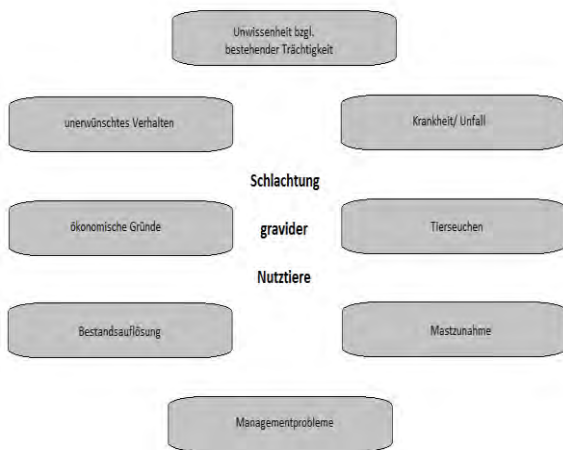 Unwissenheit bzgl.
bestehender Trächtigkeit
unerwünschtes Verhalten
Krankheit/ Unfall
Schlachtung
ökonomische Gründe
gravider
Tierseuchen
Nutztiere
Bestandsauflösung
Mastzunahme
Managementprobleme